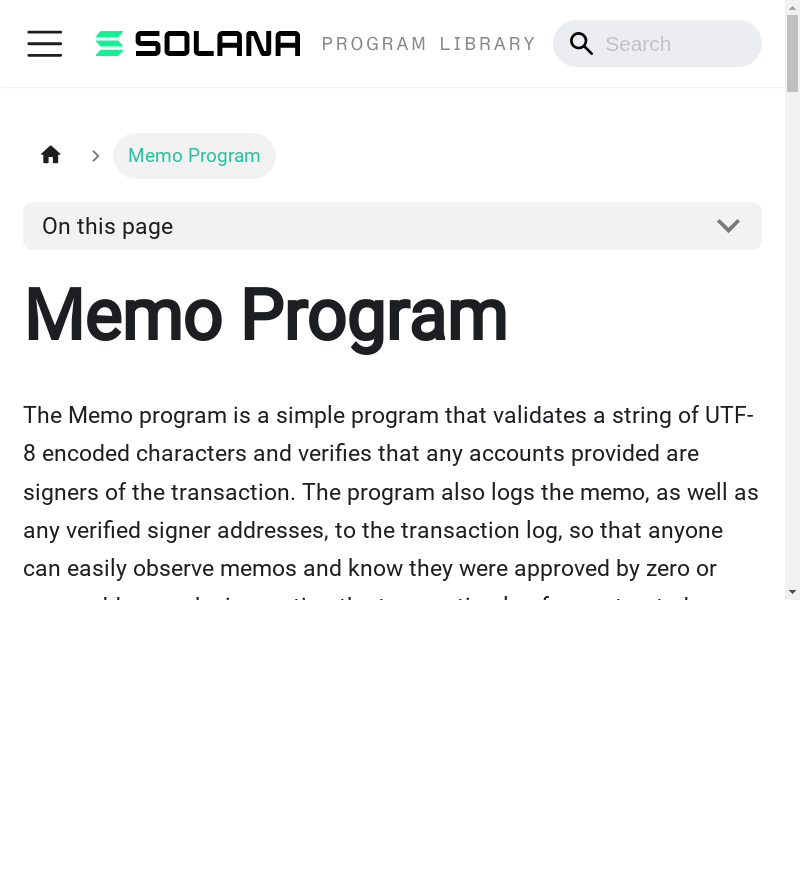 SOLANA PROGRAM LIBRARY Search
Memo Program
On this page
Memo Program
The Memo program is a simple program that validates a string of UTF-
8 encoded characters and verifies that any accounts provided are
signers of the transaction. The program also logs the memo, as well as
any verified signer addresses, to the transaction log, so that anyone
can easily observe memos and know they were approved by zero or